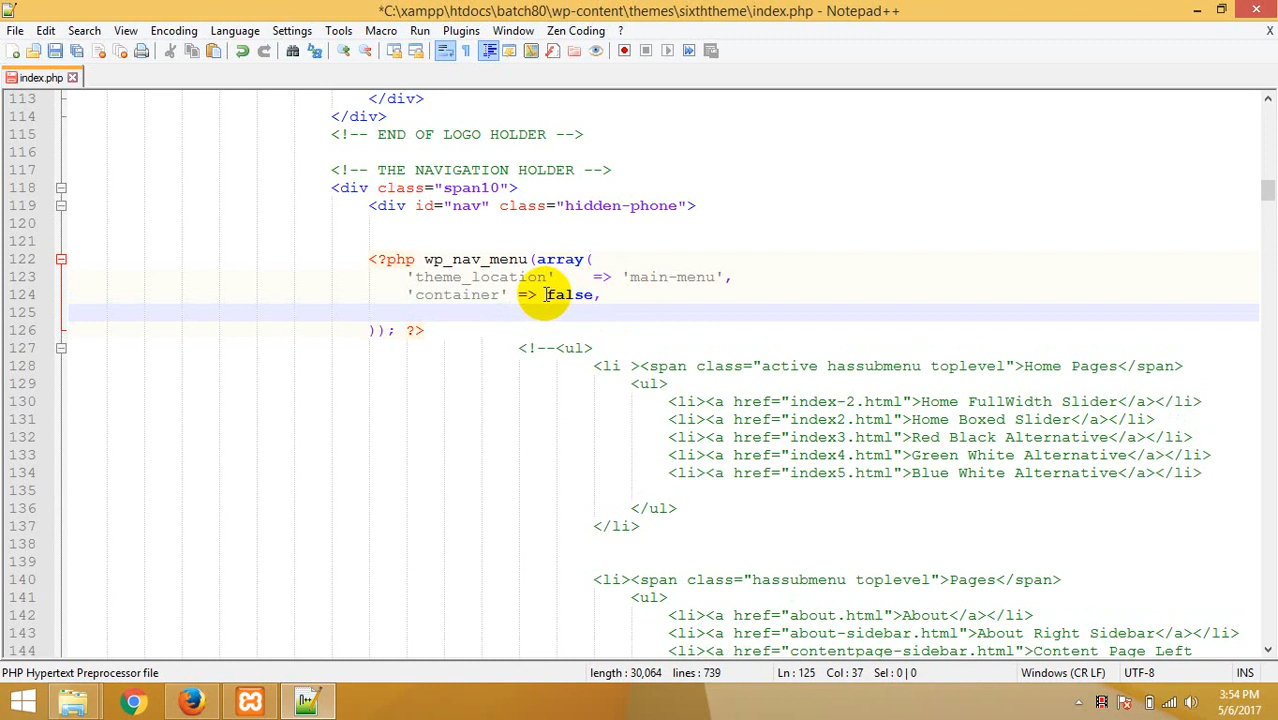 *C:\xampp\htdocs\batch80\wp-content\themes\sixththeme\index.php - Notepad++
File Edit Search View Encoding Language Settings Tools Macro Run Plugins Window Zen Coding ? X
index.php
113 </div>
114 </div>
115 <!-- END OF LOGO HOLDER -->
116
117 <!-- THE NAVIGATION HOLDER -->
118 <div class="span10">
119 <div id="nav" class="hidden-phone">
120
121
122 <?php wp_nav_menu(array(
123 'theme_location' => 'main-menu',
124 'container' => false,
125
126 )); ?>
127 <!--<ul>
128 <li ><span class="active hassubmenu toplevel">Home Pages</span>
129 <ul>
130 <li><a href="index-2.html">Home FullWidth Slider</a></li>
131 <li><a href="index2.html">Home Boxed Slider</a></li>
132 <li><a href="index3.html">Red Black Alternative</a></li>
133 <li><a href="index4.html">Green White Alternative</a></li>
134 <li><a href="index5.html">Blue White Alternative</a></li>
135
136 </ul>
137 </li>
138
139
140 <li><span class="hassubmenu toplevel">Pages</span>
141 <ul>
142 <li><a href="about.html">About</a></li>
143 <li><a href="about-sidebar.html">About Right Sidebar</a></li>
144 <li><a href="contentpage-sidebar.html">Content Page Left
PHP Hypertext Preprocessor file length : 30,064 lines : 739 Ln : 125 Col : 37 Sel : 0 | 0 Windows (CR LF) UTF-8 INS
3:54 PM
5/6/2017